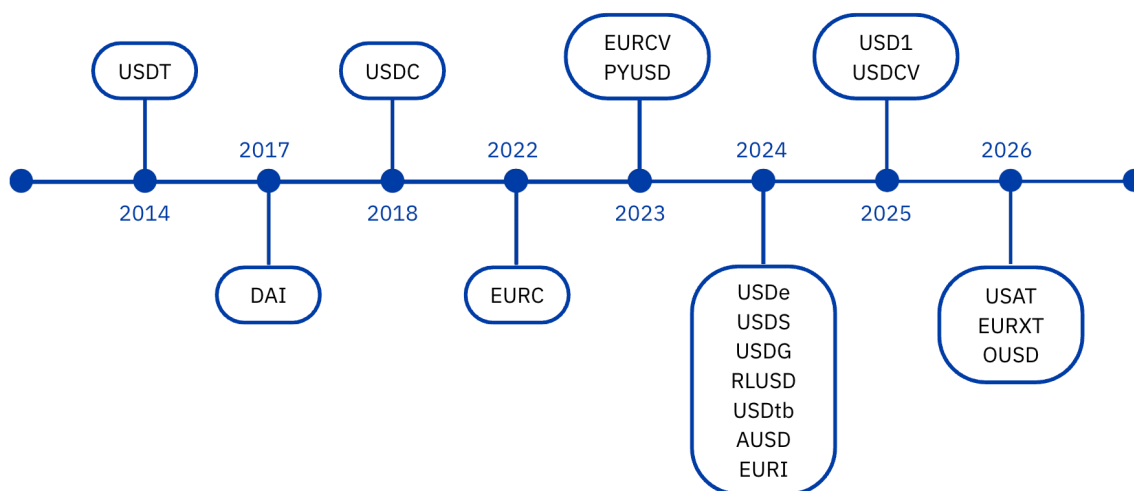 USDT
USDC
EURCV
PYUSD
USD1
USDCV
2017
2022
2024
2026
2014
2018
2023
2025
DAI
EURC
USDe
USDS
USDG
RLUSD
USDtb
AUSD
EURI
USAT
EURXT
OUSD